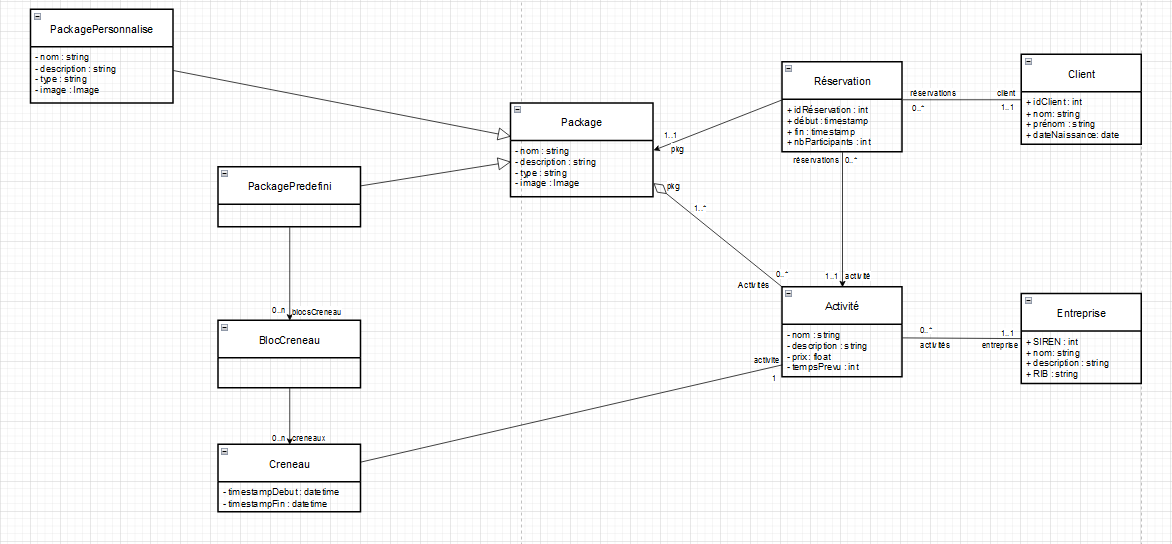 PackagePersonnalise
- nom : string
- description : string
- type : string
- image : Image
Package
- nom : string
- description : string
- type : string
- image : Image
PackagePredefini
BlocCreneau
Creneau
- timestampDebut : datetime
- timestampFin : datetime
Réservation
+ idRéservation : int
+ début : timestamp
+ fin : timestamp
+ nbParticipants : int
Client
+ idClient : int
+ nom: string
+ prénom : string
+ dateNaissance: date
Activité
- nom : string
- description : string
- prix : float
- tempsPrevu : int
Entreprise
+ SIREN : int
+ nom: string
+ description : string
+ RIB : string
réservations
0..*
client
1..1
1..1
pkg
réservations
0..*
pkg
1..*
0..*
Activités
1..1
activité
0..*
activités
1..1
entreprise
0..n
blocsCreneau
0..n
creneaux
activite
1